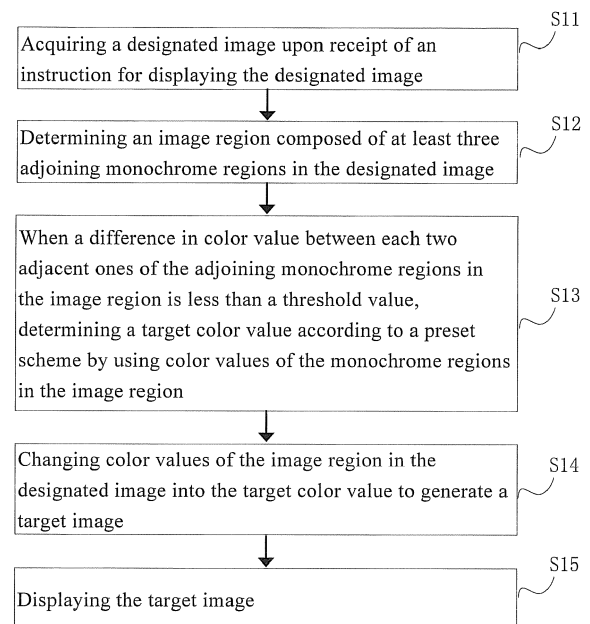 S11
Acquiring a designated image upon receipt of an
instruction for displaying the designated image
S12
Determining an image region composed of at least three
adjoining monochrome regions in the designated image
When a difference in color value between each two
adjacent ones of the adjoining monochrome regions in
the image region is less than a threshold value,
S13
determining a target color value according to a preset
scheme by using color values of the monochrome regions
in the image region
Changing color values of the image region in the
S14
designated image into the target color value to generate a
target image
S15
Displaying the target image